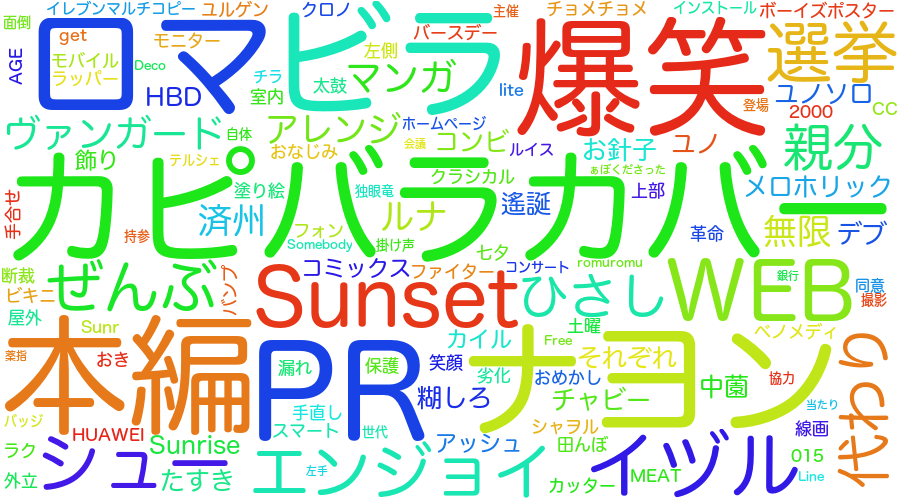 イレブンマルチコピー
ユルゲン
クロノ
主催
チョメチョメ
インストール
ボーイズポスター
面倒
get
ロマ
ビラ
爆笑
選挙
AGE
モニター
バースデー
左側
モバイル
ラッパー
Deco
チラ
太鼓
マンガ
HBD
室内
lite
ユノソロ
登場
2000
CC
ヴァンガード
自体
アレンジ
ホームページ
コンビ
ルイス
お針子
ユノ
親分
飾り
テルシェ
おなじみ
会議
クラシカル
ぁぼくださった
カピバラカバー
塗り絵
独眼竜
遙誕
上部
メロホリック
手合せ
済州
ルナ
持参
フォン
Somebody
掛け声
七夕
革命
無限
デブ
断裁
ぜんぶ
バンプ
コミックス
ファイター
コンサート
romuromu
銀行
同意
撮影
ビキニ
Sunset
ひさし
WEB
屋外
Sunr
本編
PR
カイル
土曜
ナヨン
Free
ベノメディ
薬指
おき
漏れ
保護
笑顔
劣化
おめかし
それぞれ
中園
協力
代わり
糊しろ
チャビー
当たり
バッジ
手直し
スマート
世代
HUAWEI
Sunrise
アッシュ
シャヲル
田んぼ
線画
ラク
シュー
エンジョイ
イヅル
015
外立
たすき
左手
カッター
MEAT
Line